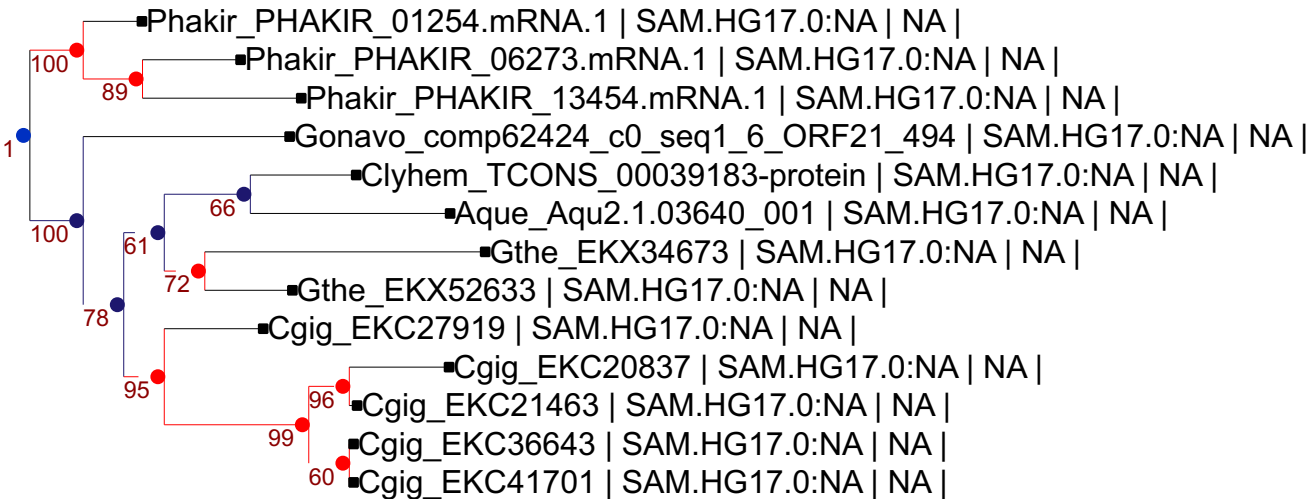 Phakir_PHAKIR_01254.mRNA.1 | SAM.HG17.0:NA | NA |
100
Phakir_PHAKIR_06273.mRNA.1 | SAM.HG17.0:NA | NA |
89
Phakir_PHAKIR_13454.mRNA.1 | SAM.HG17.0:NA | NA |
1
Gonavo_comp62424_c0_seq1_6_ORF21_494 | SAM.HG17.0:NA | NA |
Clyhem_TCONS_00039183-protein | SAM.HG17.0:NA | NA |
66
Aque_Aqu2.1.03640_001 | SAM.HG17.0:NA | NA |
100
61
Gthe_EKX34673 | SAM.HG17.0:NA | NA |
72
Gthe_EKX52633 | SAM.HG17.0:NA | NA |
78
Cgig_EKC27919 | SAM.HG17.0:NA | NA |
Cgig_EKC20837 | SAM.HG17.0:NA | NA |
95
96
Cgig_EKC21463 | SAM.HG17.0:NA | NA |
99
Cgig_EKC36643 | SAM.HG17.0:NA | NA |
60
Cgig_EKC41701 | SAM.HG17.0:NA | NA |